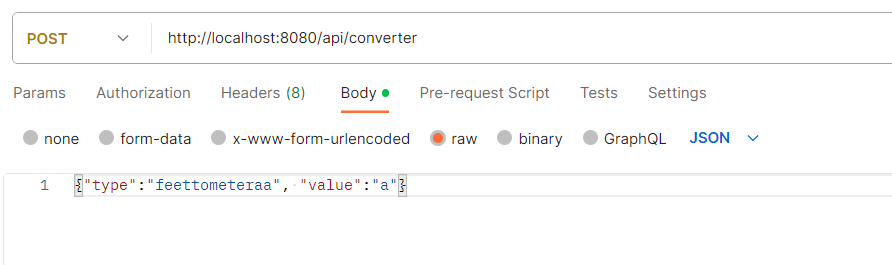 POST http://localhost:8080/api/converter
Params Authorization Headers (8) Body Pre-request Script Tests Settings
none form-data x-www-form-urlencoded raw binary GraphQL JSON
1 {"type":"feettometeraa", "value":"a"}